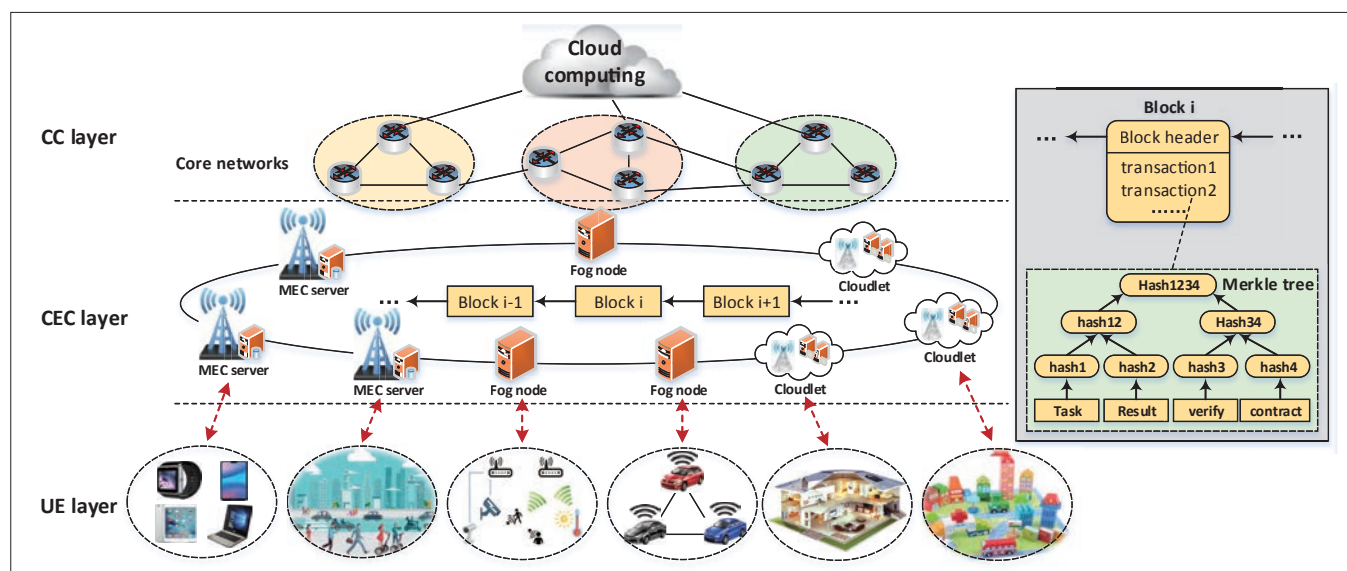 Cloud
computing
CC layer
Core networks
MEC server
Fog node
Cloudlet
... Block i-1 Block i Block i+1 ...
CEC layer
MEC server
MEC server
Fog node
Fog node
Cloudlet
Cloudlet
UE layer
Block i
... Block header ...
transaction1
transaction2
......
Hash1234 Merkle tree
hash12 Hash34
hash1 hash2 hash3 hash4
Task Result verify contract